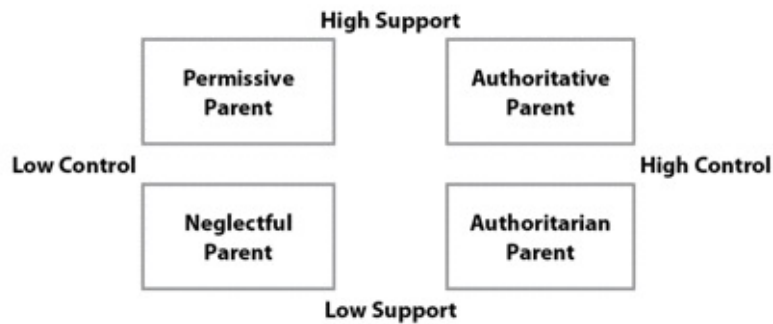 High Support
Permissive
Parent
Authoritative
Parent
Low Control
High Control
Neglectful
Parent
Authoritarian
Parent
Low Support